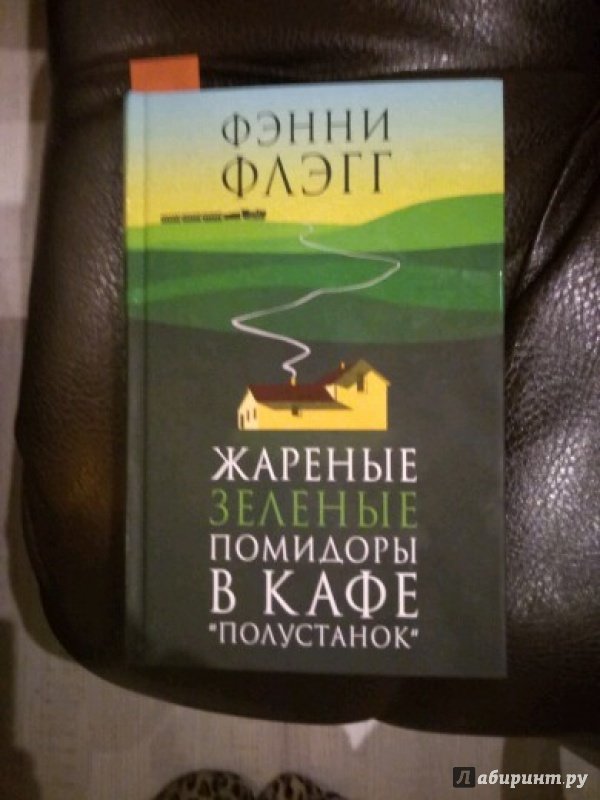 ФЭННИ
ФЛЭГГ
ЖАРЕНЫЕ
ЗЕЛЕНЫЕ
ПОМИДОРЫ
В КАФЕ
"ПОЛУСТАНОК"
Лабиринт.ру